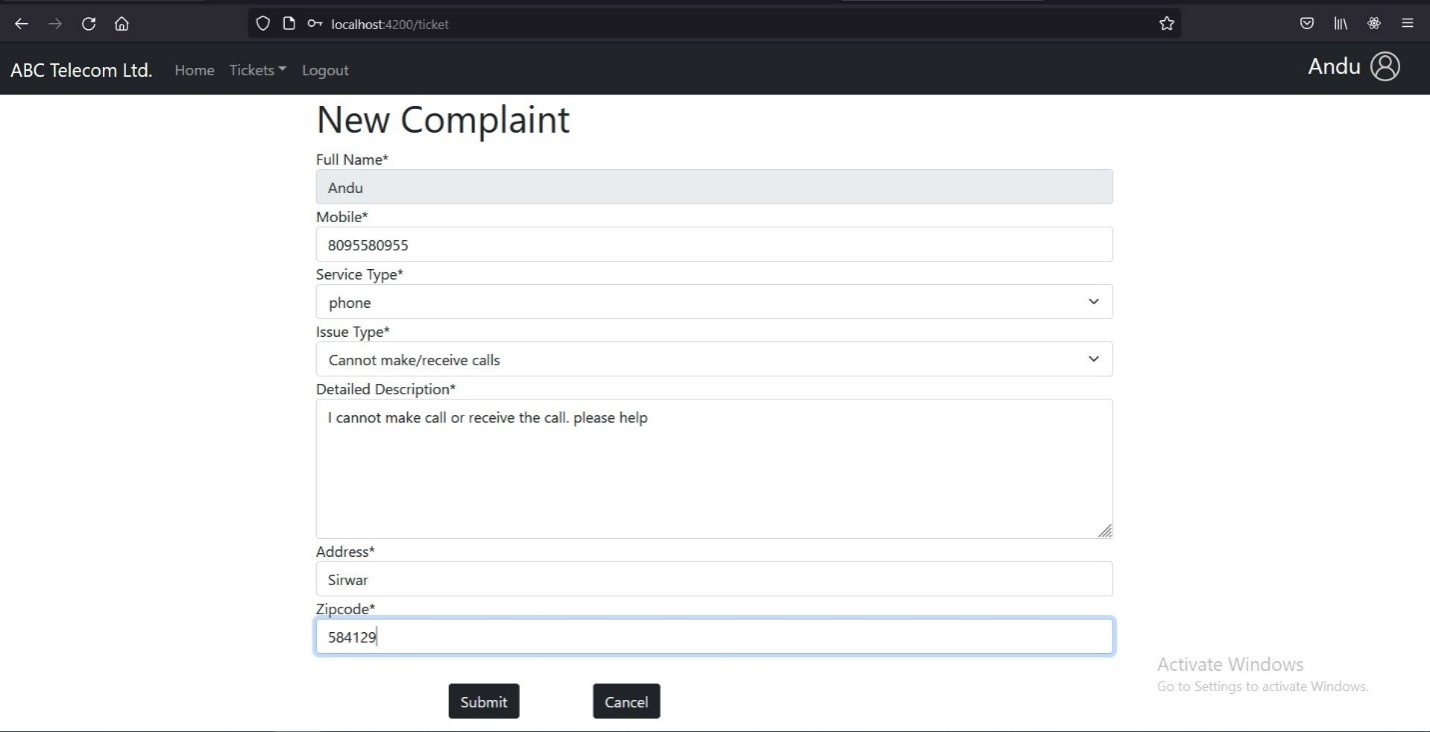 localhost:4200/ticket
ABC Telecom Ltd. Home Tickets Logout Andu
New Complaint
Full Name*
Andu
Mobile*
8095580955
Service Type*
phone
Issue Type*
Cannot make/receive calls
Detailed Description*
I cannot make call or receive the call. please help
Address*
Sirwar
Zipcode*
584129
Activate Windows
Go to Settings to activate Windows.
Submit Cancel